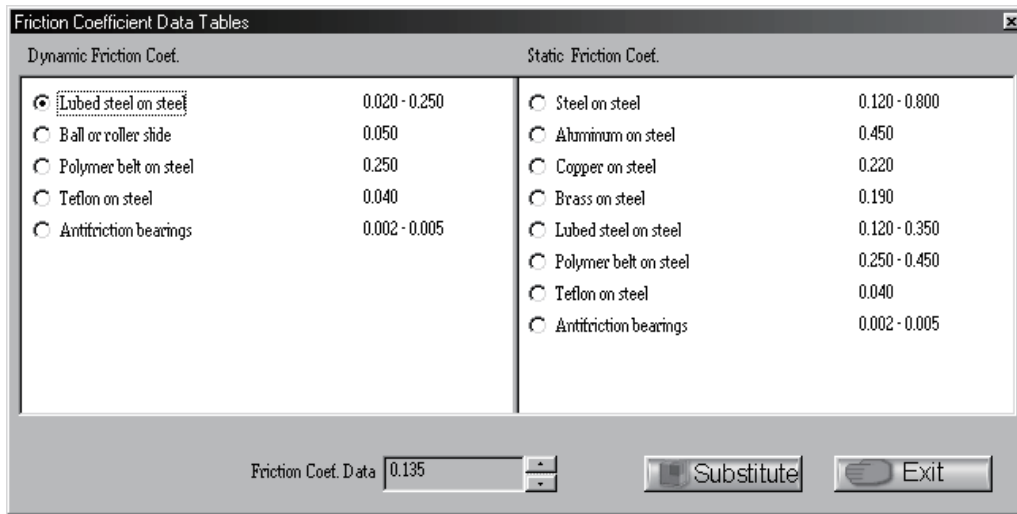 Friction Coefficient Data Tables
Dynamic Friction Coef.
Lubed steel on steel 0.020 - 0.250
Ball or roller slide 0.050
Polymer belt on steel 0.250
Teflon on steel 0.040
Antifriction bearings 0.002 - 0.005
Static Friction Coef.
Steel on steel 0.120 - 0.800
Aluminum on steel 0.450
Copper on steel 0.220
Brass on steel 0.190
Lubed steel on steel 0.120 - 0.350
Polymer belt on steel 0.250 - 0.450
Teflon on steel 0.040
Antifriction bearings 0.002 - 0.005
Friction Coef. Data 0.135
Substitute
Exit